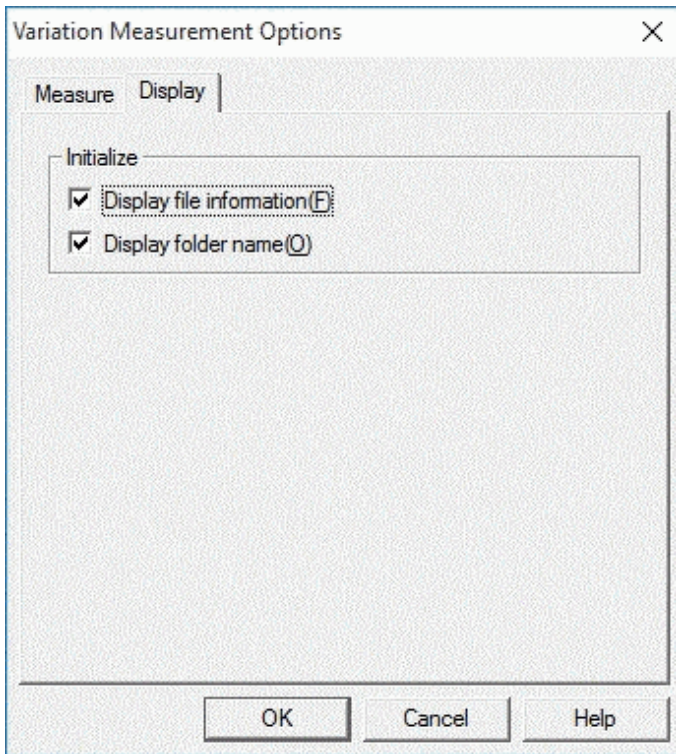 Variation Measurement Options
Measure Display
Initialize
Display file information(F)
Display folder name(O)
OK Cancel Help